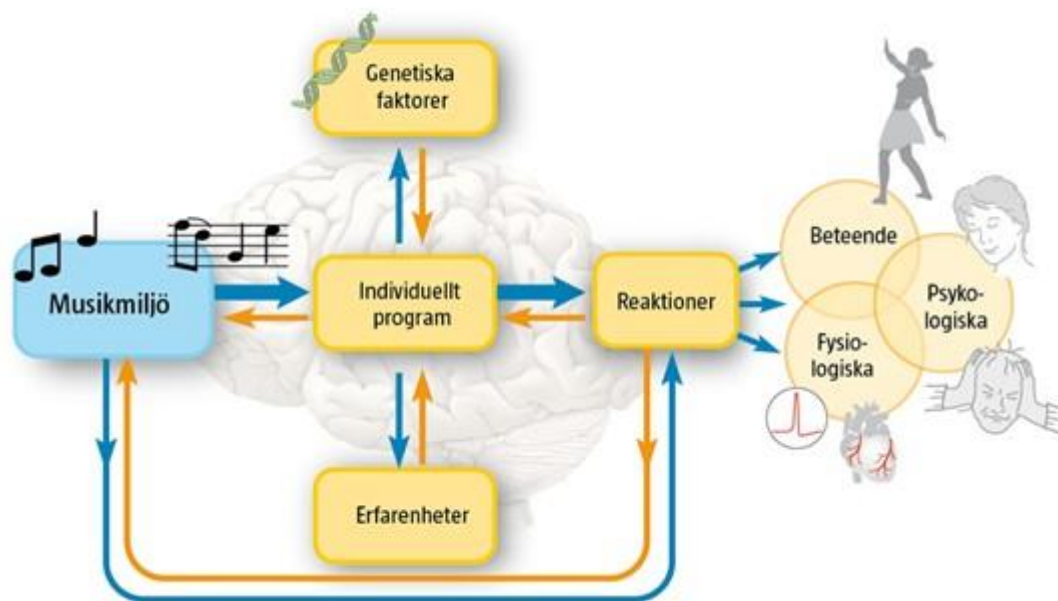 Genetiska
faktorer
Musikmiljö
Individuellt
program
Reaktioner
Beteende
Psyko-
logiska
Fysio-
logiska
Erfarenheter